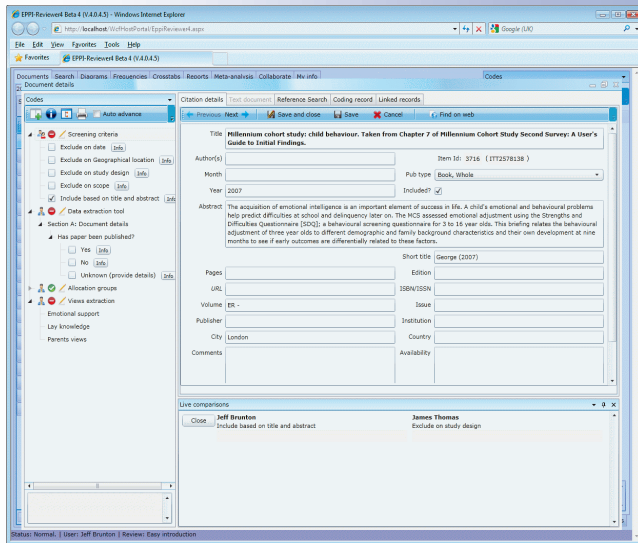 EPPI-Reviewer4 Beta 4 (V.4.0.4.5) - Windows Internet Explorer
http://localhost/WcfHostPortal/EppiReviewer4.aspx
Google (UK)
File Edit View Favorites Tools Help
Favorites EPPI-Reviewer4 Beta 4 (V.4.0.4.5)
Documents Search Diagrams Frequencies Crosstabs Reports Meta-analysis Collaborate My info Codes
Document details
Codes
Auto advance
Screening criteria
Exclude on date Info
Exclude on Geographical location Info
Exclude on study design Info
Exclude on scope Info
Include based on title and abstract Info
Data extraction tool
Section A: Document details
Has paper been published?
Yes Info
No Info
Unknown (provide details) Info
Allocation groups
Views extraction
Emotional support
Lay knowledge
Parents views
Citation details Text document Reference Search Coding record Linked records
Previous Next Save and close Save Cancel Find on web
Title Millennium cohort study: child behaviour. Taken from Chapter 7 of Millennium Cohort Study Second Survey: A User's
Guide to Initial Findings.
Author(s) Item Id: 3716 ( ITT2578138 )
Month Pub type Book, Whole
Year 2007 Included?
Abstract The acquisition of emotional intelligence is an important element of success in life. A child's emotional and behavioural problems
help predict difficulties at school and delinquency later on. The MCS assessed emotional adjustment using the Strengths and
Difficulties Questionnaire [SDQ]; a behavioural screening questionnaire for 3 to 16 year olds. This briefing relates the behavioural
adjustment of three year olds to different demographic and family background characteristics and their own development at nine
months to see if early outcomes are differentially related to these factors.
Short title George (2007)
Pages Edition
URL ISBN/ISSN
Volume ER - Issue
Publisher Institution
City London Country
Comments Availability
Live comparisons
Close Jeff Brunton James Thomas
Include based on title and abstract Exclude on study design
Status: Normal. | User: Jeff Brunton | Review: Easy introduction